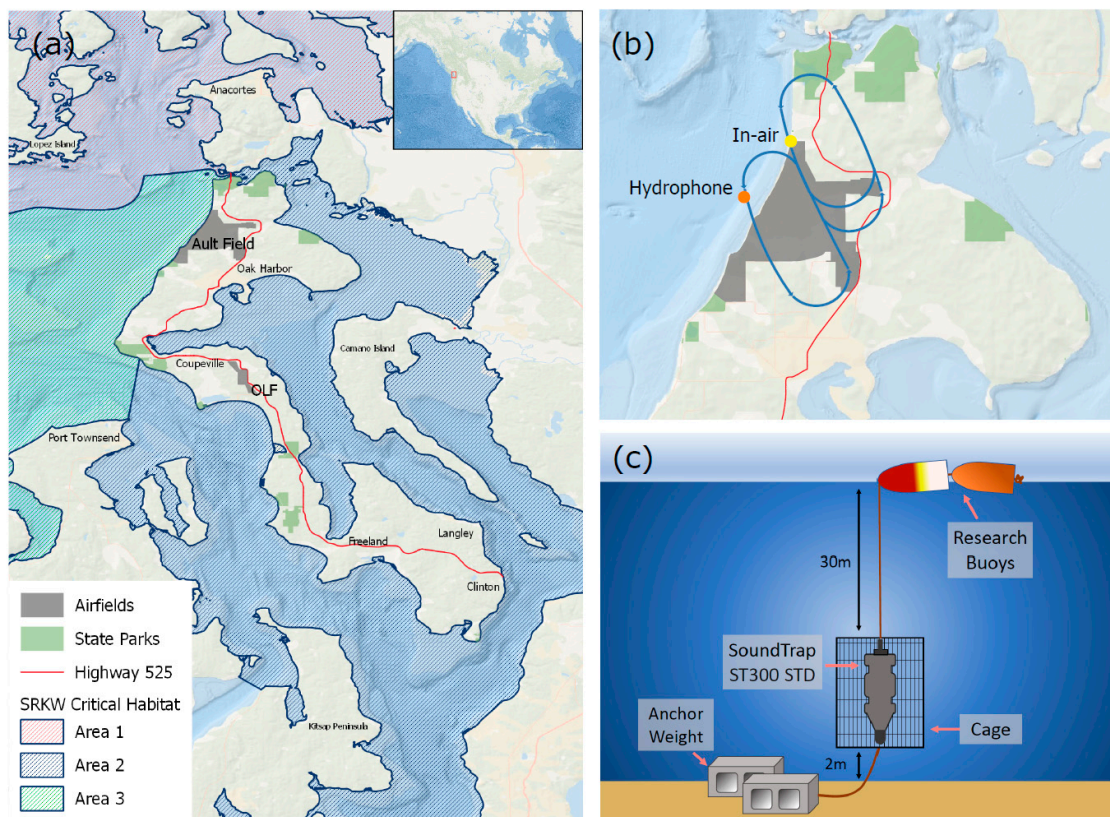 (a)
Anacortes
Lopez Island
Ault Field
Oak Harbor
Camano Island
Coupeville
OLF
Port Townsend
Langley
Freeland
Clinton
Kitsap Peninsula
Airfields
State Parks
Highway 525
SRKW Critical Habitat
Area 1
Area 2
Area 3
(b)
In-air
Hydrophone
(c)
Research
Buoys
30m
SoundTrap
ST300 STD
Anchor
Weight
Cage
2m